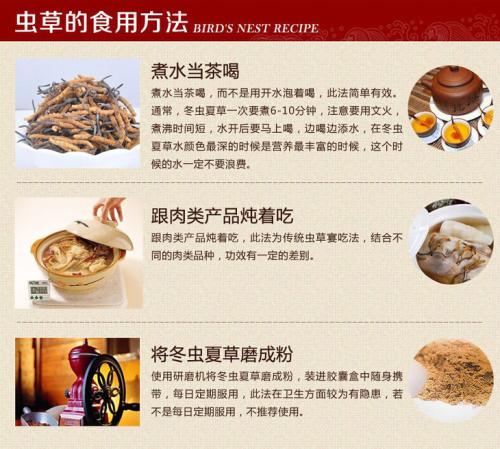 虫草的食用方法 BIRD'S NEST RECIPE
煮水当茶喝
煮水当茶喝，而不是用开水泡着喝，此法简单有效。
通常，冬虫夏草一次要煮6-10分钟，注意要用文火，
煮沸时间短，水开后要马上喝，边喝边添水，在冬虫
夏草水颜色最深的时候是营养最丰富的时候，这个时
候的水一定不要浪费。
跟肉类产品炖着吃
跟肉类产品炖着吃，此法为传统虫草宴吃法，结合不
同的肉类品种，功效有一定的差别。
将冬虫夏草磨成粉
使用研磨机将冬虫夏草磨成粉，装进胶囊盒中随身携
带，每日定期服用，此法在卫生方面较为有隐患，若
不是每日定期服用，不推荐使用。